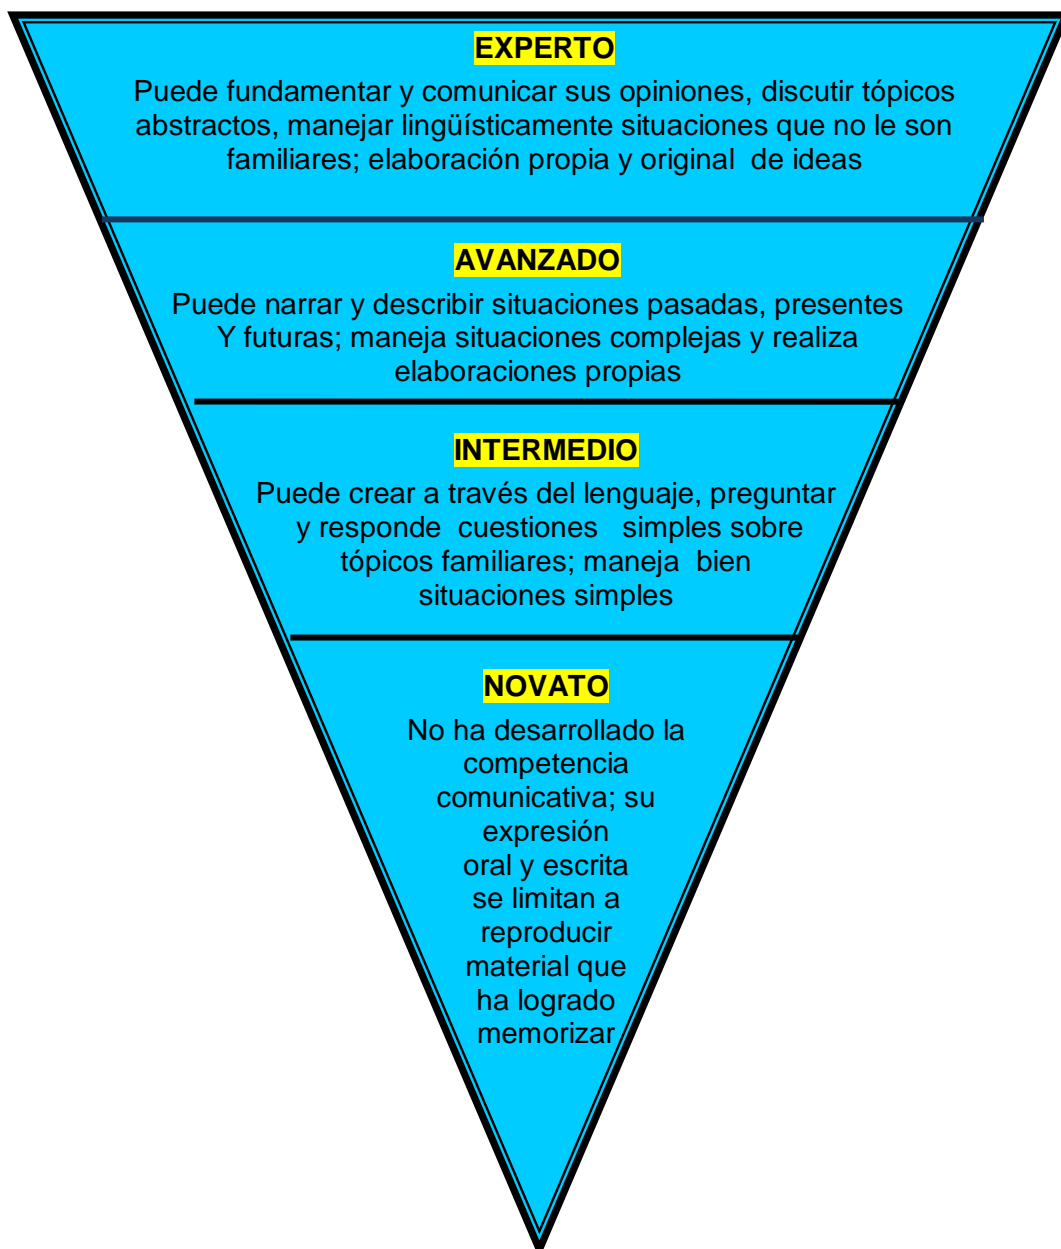 EXPERTO
Puede fundamentar y comunicar sus opiniones, discutir tópicos
abstractos, manejar lingüísticamente situaciones que no le son
familiares; elaboración propia y original  de ideas
AVANZADO
Puede narrar y describir situaciones pasadas, presentes
Y futuras; maneja situaciones complejas y realiza
elaboraciones propias
INTERMEDIO
Puede crear a través del lenguaje, preguntar
y responde  cuestiones   simples sobre
tópicos familiares; maneja  bien
situaciones simples
NOVATO
No ha desarrollado la
competencia
comunicativa; su
expresión
oral y escrita
se limitan a
reproducir
material que
ha logrado
memorizar